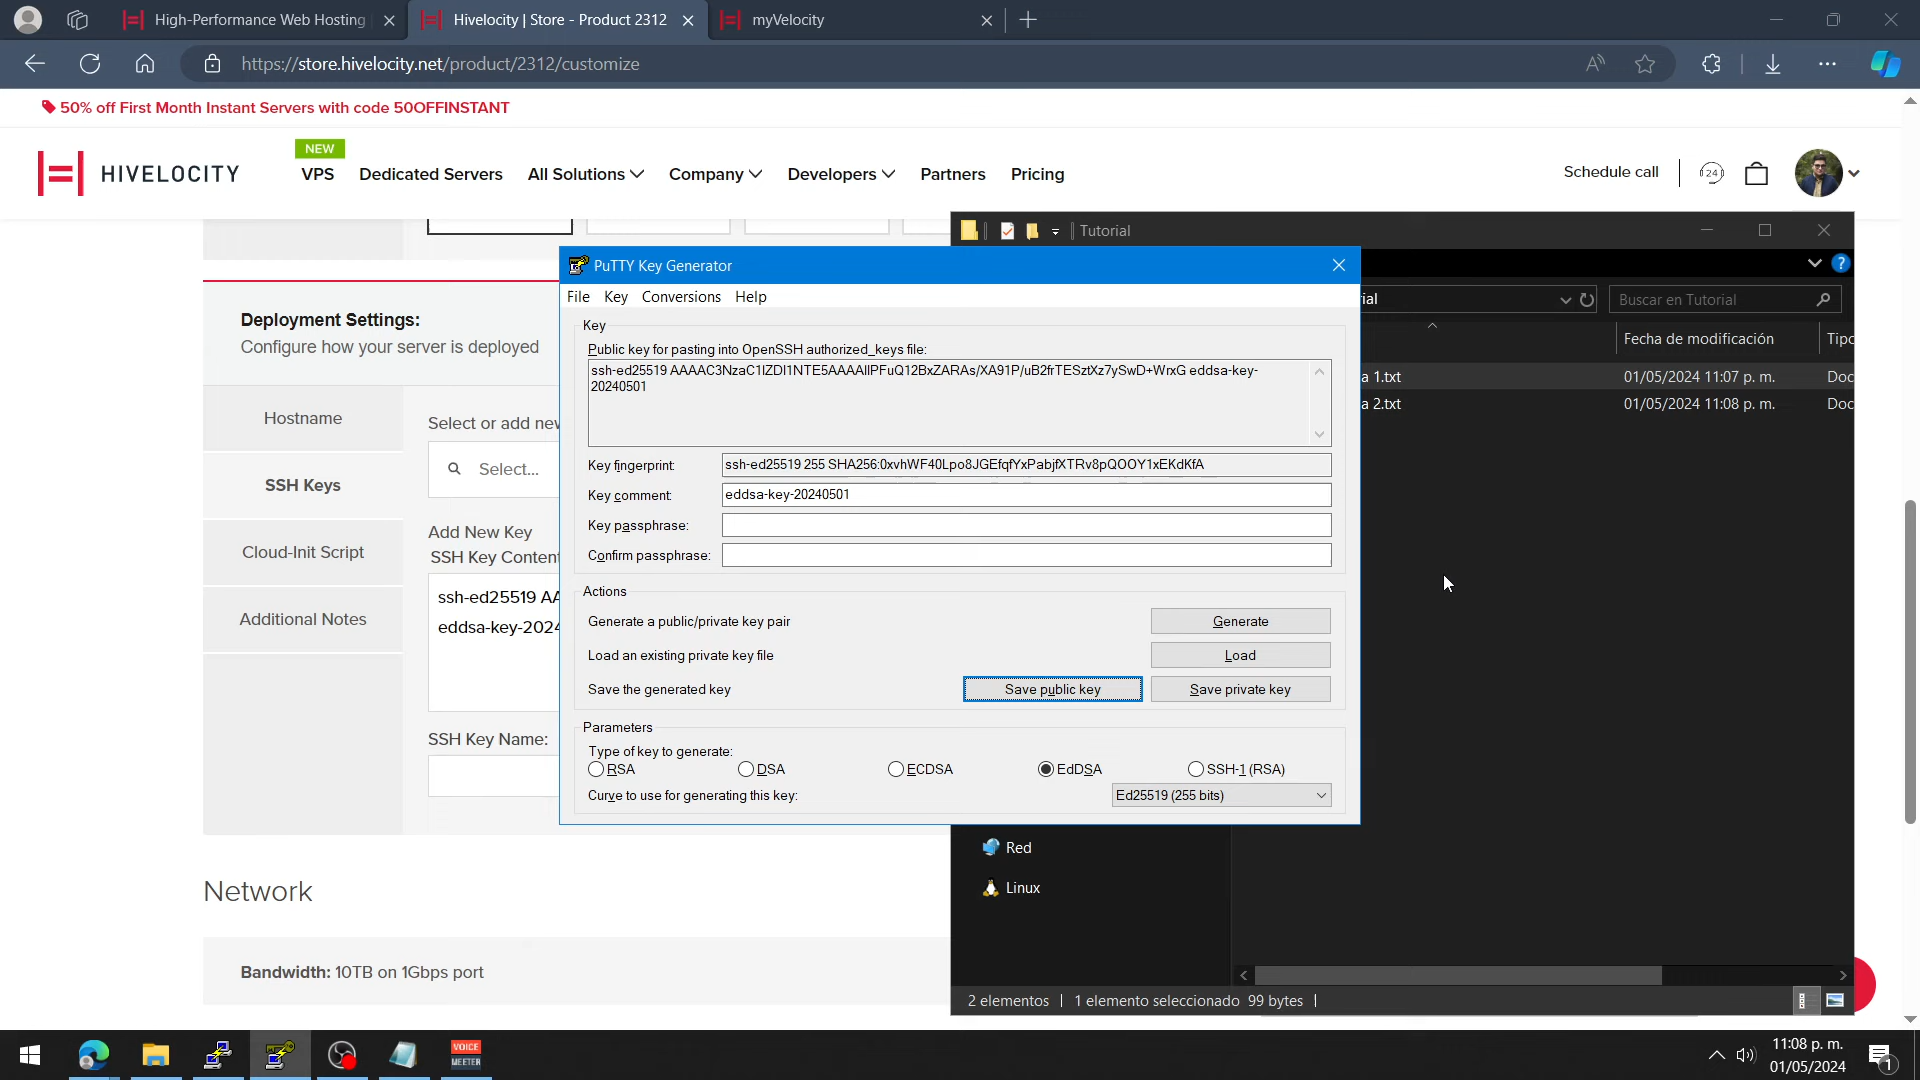 High-Performance Web Hosting
Hivelocity | Store - Product 2312
myVelocity
https://store.hivelocity.net/product/2312/customize
50% off First Month Instant Servers with code 50OFFINSTANT
HIVELOCITY
NEW
VPS
Dedicated Servers
All Solutions
Company
Developers
Partners
Pricing
Schedule call
24
Tutorial
PuTTY Key Generator
File Key Conversions Help
ial
Buscar en Tutorial
Key
Deployment Settings:
Configure how your server is deployed
Public key for pasting into OpenSSH authorized_keys file:
ssh-ed25519 AAAAC3NzaC1lZDI1NTE5AAAAIIPFuQ12BxZARAs/XA91P/uB2frTESztXz7ySwD+WrxG eddsa-key-
20240501
Fecha de modificación
Tipo
a 1.txt
01/05/2024 11:07 p. m.
Doc
a 2.txt
01/05/2024 11:08 p. m.
Doc
Hostname
SSH Keys
Cloud-Init Script
Additional Notes
Select or add new
Select...
Add New Key
SSH Key Content
ssh-ed25519 AA
eddsa-key-2024
SSH Key Name:
Key fingerprint:
ssh-ed25519 255 SHA256:0xvhWF40Lpo8JGEfqfYxPabjfXTRv8pQOOY1xEKdKfA
Key comment:
eddsa-key-20240501
Key passphrase:
Confirm passphrase:
Actions
Generate a public/private key pair
Generate
Load an existing private key file
Load
Save the generated key
Save public key
Save private key
Parameters
Type of key to generate:
RSA
DSA
ECDSA
EdDSA
SSH-1 (RSA)
Curve to use for generating this key:
Ed25519 (255 bits)
Red
Linux
Network
Bandwidth: 10TB on 1Gbps port
2 elementos
1 elemento seleccionado 99 bytes
VOICE
MEETER
11:08 p. m.
01/05/2024
1